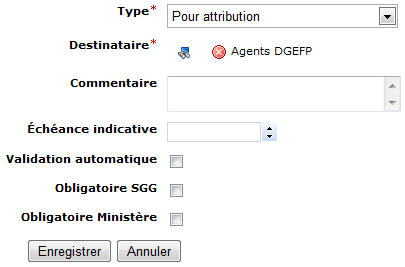 Type* Pour attribution
Destinataire* Agents DGEFP
Commentaire
Échéance indicative
Validation automatique
Obligatoire SGG
Obligatoire Ministère
Enregistrer Annuler